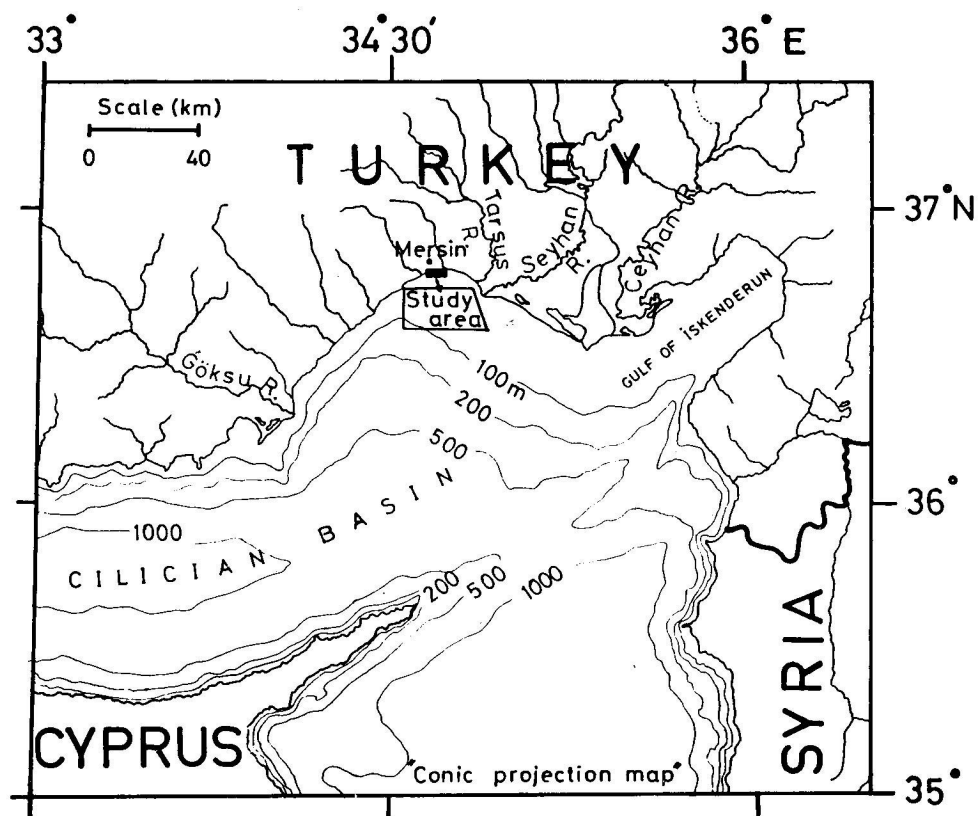 33°
34°30'
36° E
Scale (km)
0 40
TURKEY
37°N
Tarsus
R
Seyhan
R.
Ceyhan R.
Mersin
Study
area
GULF OF İSKENDERUN
Göksu R.
100m
200
500
36°
1000
CILICIAN BASIN
200
500
1000
SYRIA
CYPRUS
"Conic projection map"
35°